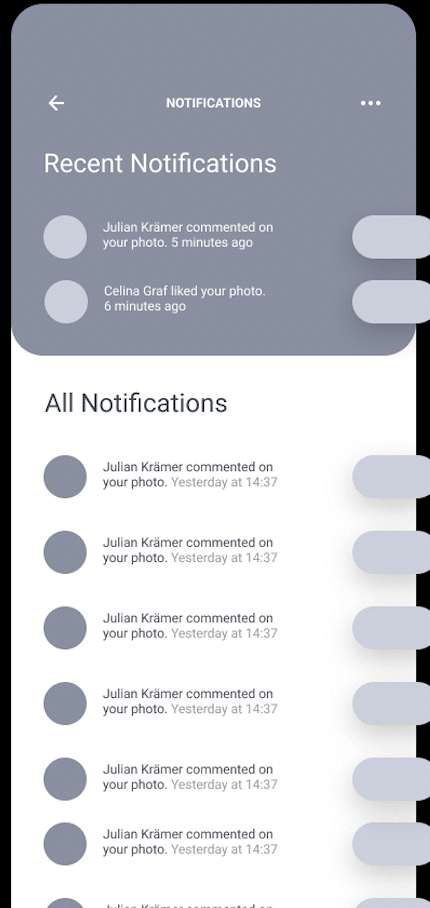 NOTIFICATIONS
Recent Notifications
Julian Krämer commented on
your photo. 5 minutes ago
Celina Graf liked your photo.
6 minutes ago
All Notifications
Julian Krämer commented on
your photo. Yesterday at 14:37
Julian Krämer commented on
your photo. Yesterday at 14:37
Julian Krämer commented on
your photo. Yesterday at 14:37
Julian Krämer commented on
your photo. Yesterday at 14:37
Julian Krämer commented on
your photo. Yesterday at 14:37
Julian Krämer commented on
your photo. Yesterday at 14:37